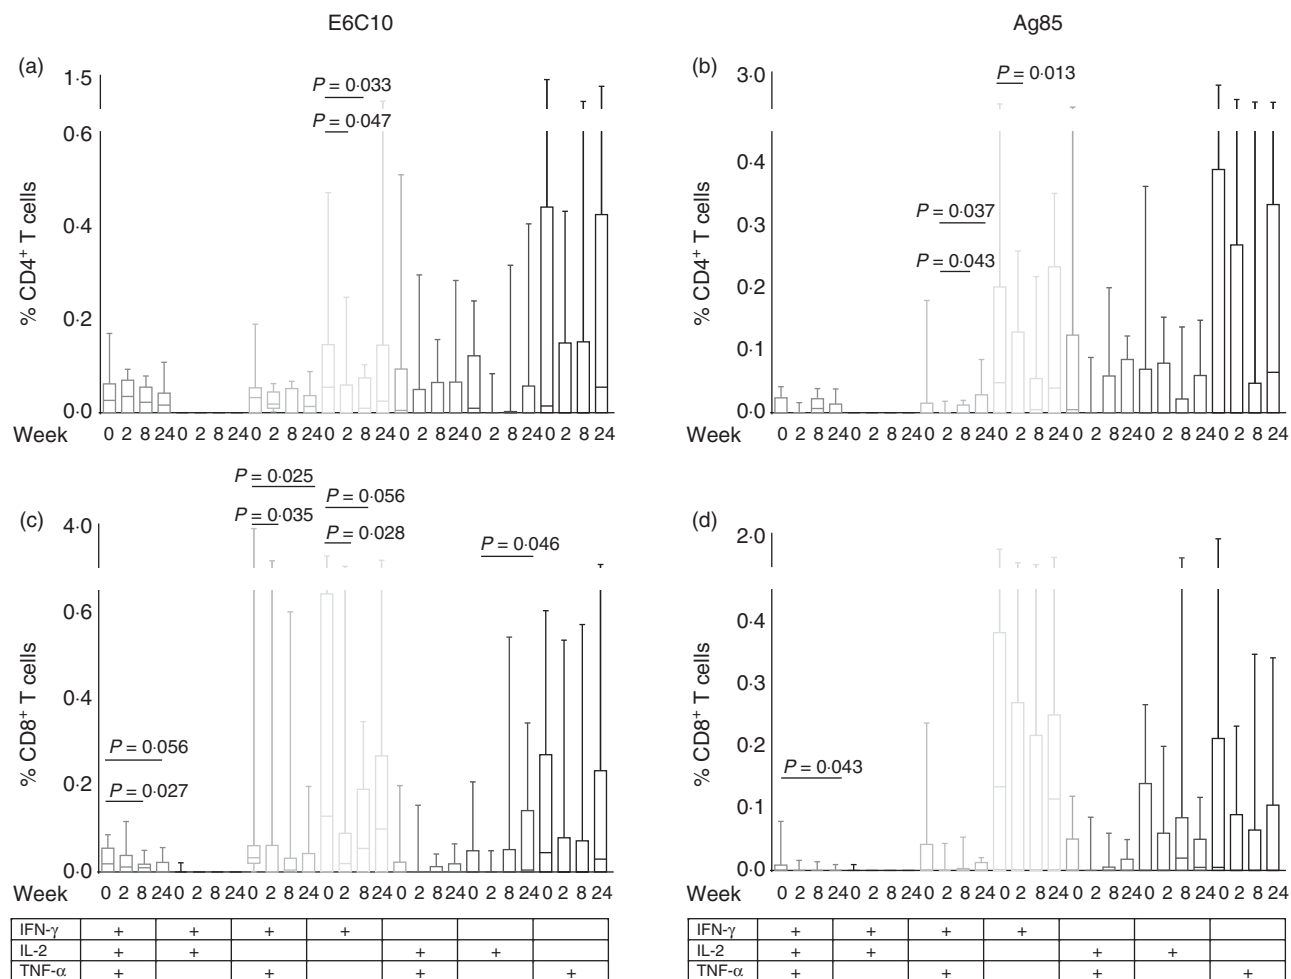 E6C10 Ag85
(a) (b)
1·5 3·0
P = 0·033 P = 0·013
P = 0·047
0·6 0·4
P = 0·037
0·4 0·3
P = 0·043
0·2 0·2
0·1
0·0 0·0
% CD4+ T cells % CD4+ T cells
Week 0 2 8 24 0 2 8 24 0 2 8 24 0 2 8 24 0 2 8 24 0 2 8 24 0 2 8 24 Week 0 2 8 24 0 2 8 24 0 2 8 24 0 2 8 24 0 2 8 24 0 2 8 24 0 2 8 24
P = 0·025
P = 0·056
P = 0·035
P = 0·028
P = 0·046
(c) (d)
4·0 2·0
0·6 0·4
0·4 0·3
0·2 0·2
0·1
0·0 0·0
P = 0·056
P = 0·027
P = 0·043
% CD8+ T cells % CD8+ T cells
Week 0 2 8 24 0 2 8 24 0 2 8 24 0 2 8 24 0 2 8 24 0 2 8 24 0 2 8 24 Week 0 2 8 24 0 2 8 24 0 2 8 24 0 2 8 24 0 2 8 24 0 2 8 24 0 2 8 24
IFN-γ + + + + IFN-γ + + + +
IL-2 + + + + IL-2 + + + +
TNF-α + + + + TNF-α + + + +